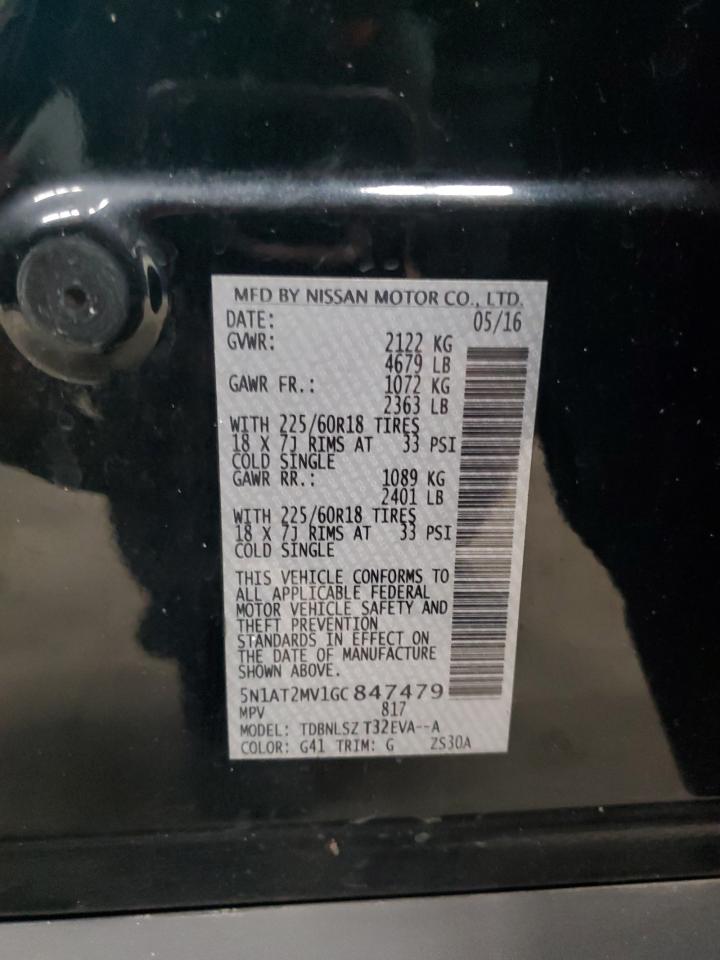 MFD BY NISSAN MOTOR CO., LTD.
DATE: 05/16
GVWR: 2122 KG
4679 LB
GAWR FR.: 1072 KG
2363 LB
WITH 225/60R18 TIRES
18 X 7J RIMS AT 33 PSI
COLD SINGLE
GAWR RR.: 1089 KG
2401 LB
WITH 225/60R18 TIRES
18 X 7J RIMS AT 33 PSI
COLD SINGLE
THIS VEHICLE CONFORMS TO
ALL APPLICABLE FEDERAL
MOTOR VEHICLE SAFETY AND
THEFT PREVENTION
STANDARDS IN EFFECT ON
THE DATE OF MANUFACTURE
SHOWN ABOVE.
5N1AT2MV1GC847479
MPV 817
MODEL: TDBNLSZ T32EVA--A
COLOR: G41 TRIM: G ZS30A